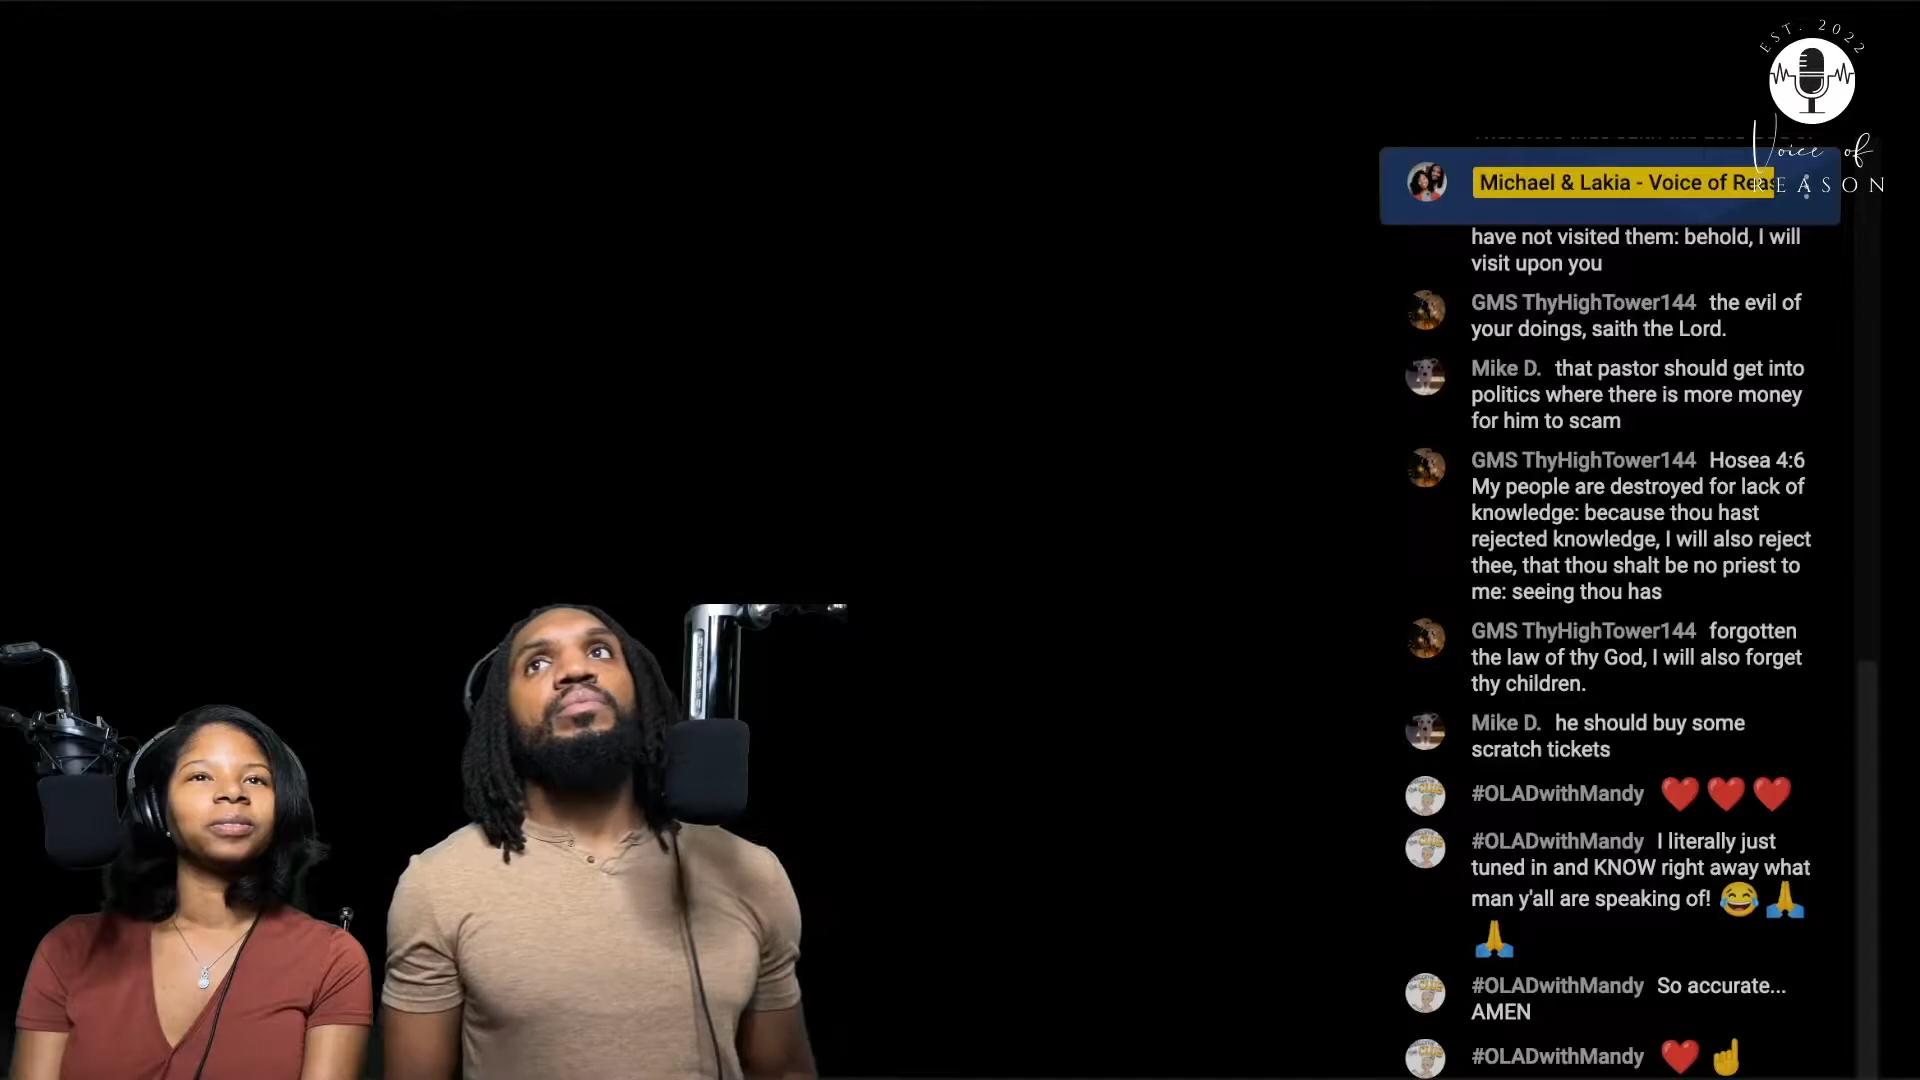 EST. 2022
Voice of
REASON
Michael & Lakia - Voice of Reas
have not visited them: behold, I will
visit upon you
GMS ThyHighTower144 the evil of
your doings, saith the Lord.
Mike D. that pastor should get into
politics where there is more money
for him to scam
GMS ThyHighTower144 Hosea 4:6
My people are destroyed for lack of
knowledge: because thou hast
rejected knowledge, I will also reject
thee, that thou shalt be no priest to
me: seeing thou has
GMS ThyHighTower144 forgotten
the law of thy God, I will also forget
thy children.
Mike D. he should buy some
scratch tickets
#OLADwithMandy ❤️❤️❤️
#OLADwithMandy I literally just
tuned in and KNOW right away what
man y'all are speaking of! 😂🙏
🙏
#OLADwithMandy So accurate...
AMEN
#OLADwithMandy ❤️☝️